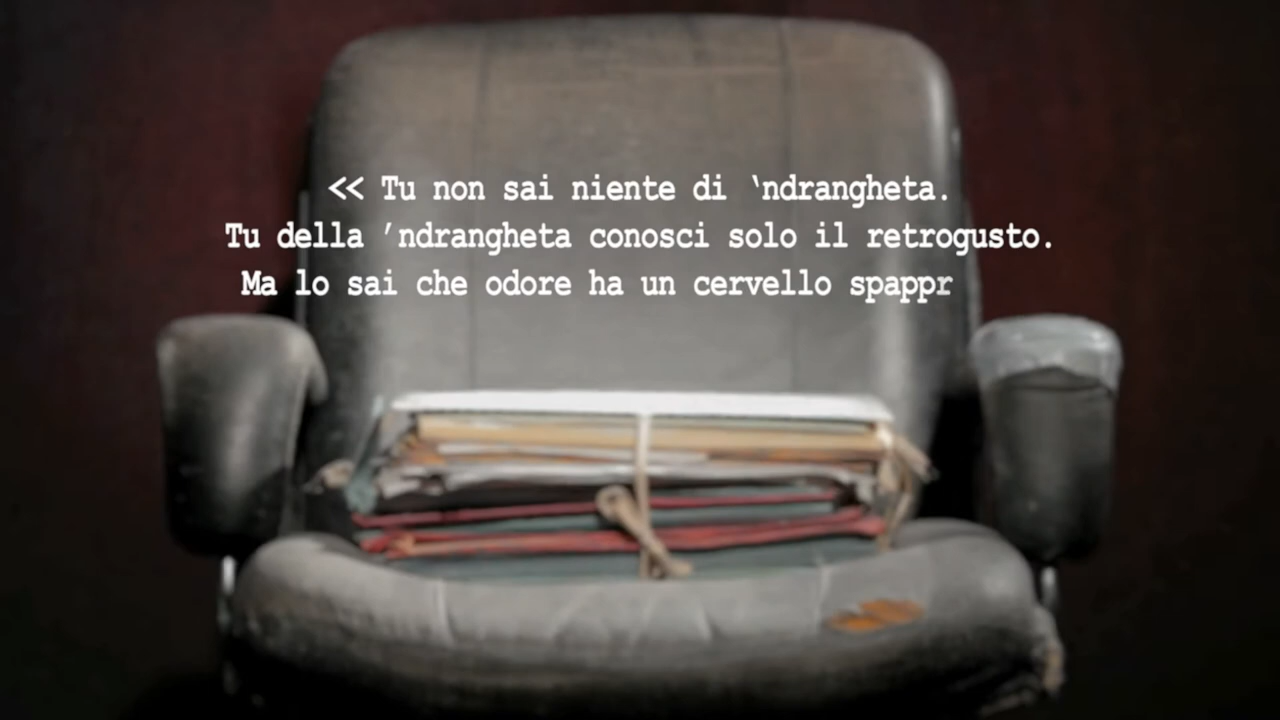 << Tu non sai niente di ‘ndrangheta.
Tu della ’ndrangheta conosci solo il retrogusto.
Ma lo sai che odore ha un cervello spappr